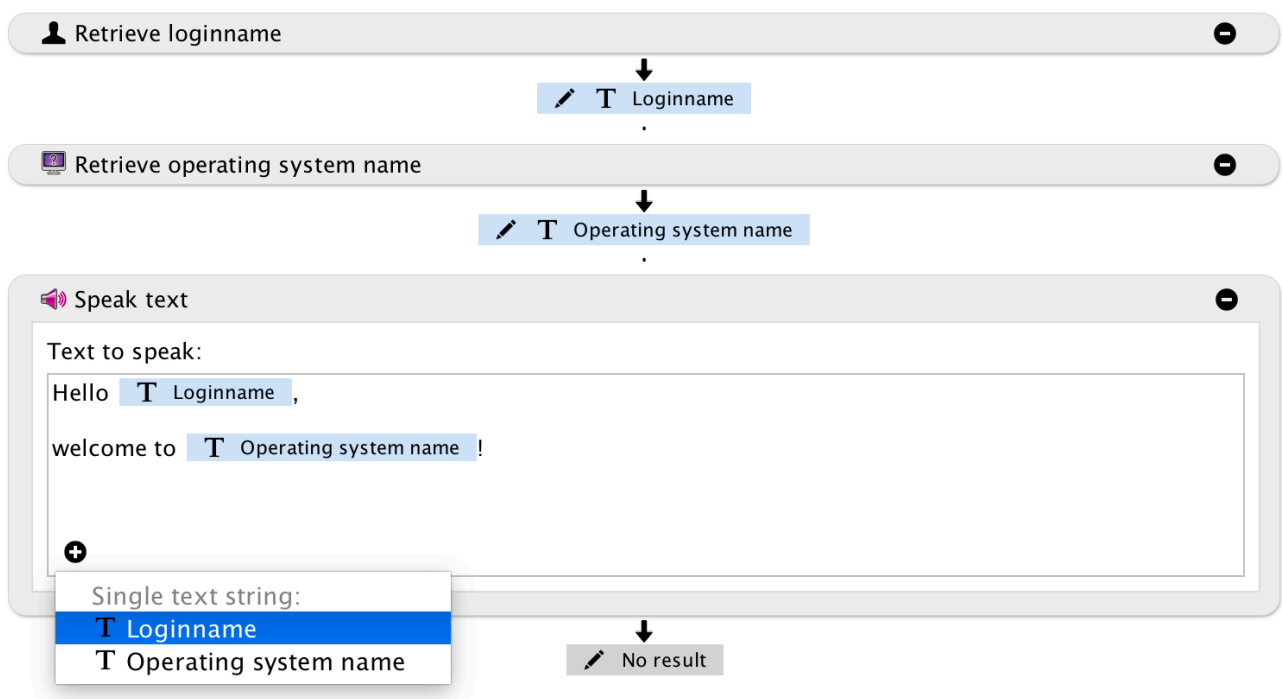 Retrieve loginname
T Loginname
Retrieve operating system name
T Operating system name
Speak text
Text to speak:
Hello T Loginname ,
welcome to T Operating system name !
Single text string:
T Loginname
T Operating system name
No result